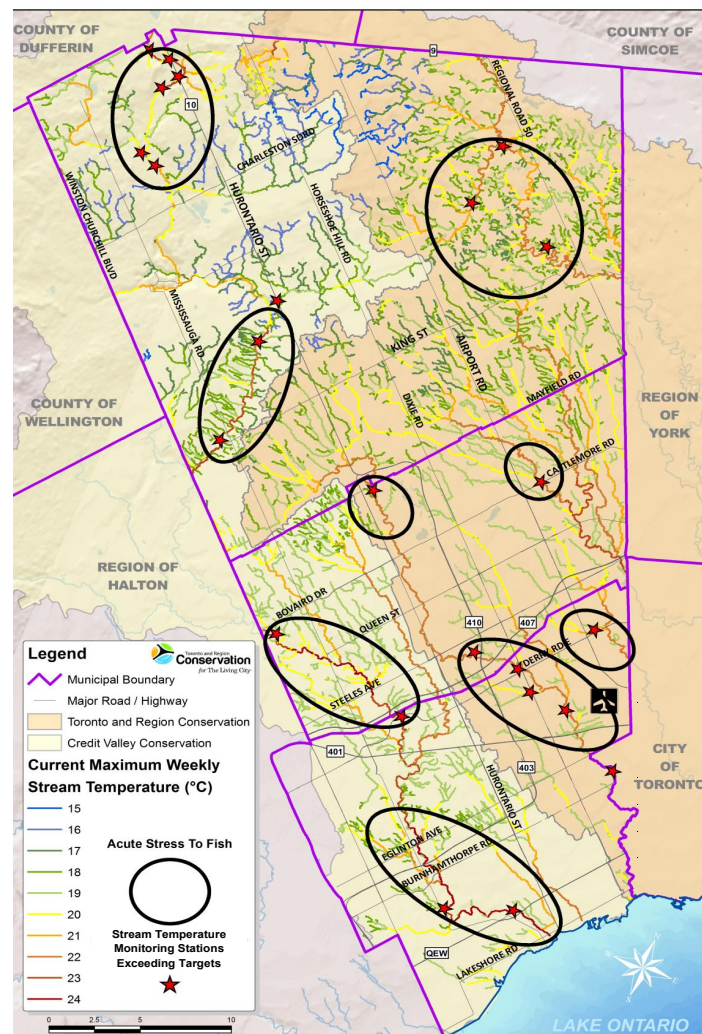 COUNTY OF
DUFFERIN
COUNTY OF
SIMCOE
9
REGIONAL ROAD 50
10
CHARLESTON SDRD
WINSTON CHURCHILL BLVD
HURONTARIO ST
HORSESHOE HILL RD
MISSISSAUGA RD
KING ST
AIRPORT RD
DIXIE RD
MAYFIELD RD
COUNTY OF
WELLINGTON
REGION
OF
YORK
CASTLEMORE RD
REGION OF
HALTON
BOVAIRD DR
QUEEN ST
410
407
DERRY RD E
STEELES AVE
401
403
HURONTARIO ST
CITY
OF
TORONTO
EGLINTON AVE
BURNHAMTHORPE RD
QEW
LAKESHORE RD
LAKE ONTARIO
N
E
S
W
Legend
Toronto and Region
Conservation
for The Living City
Municipal Boundary
Major Road / Highway
Toronto and Region Conservation
Credit Valley Conservation
Current Maximum Weekly
Stream Temperature (°C)
15
16
17
18
19
20
21
22
23
24
Acute Stress To Fish
Stream Temperature
Monitoring Stations
Exceeding Targets
0 2.5 5 10